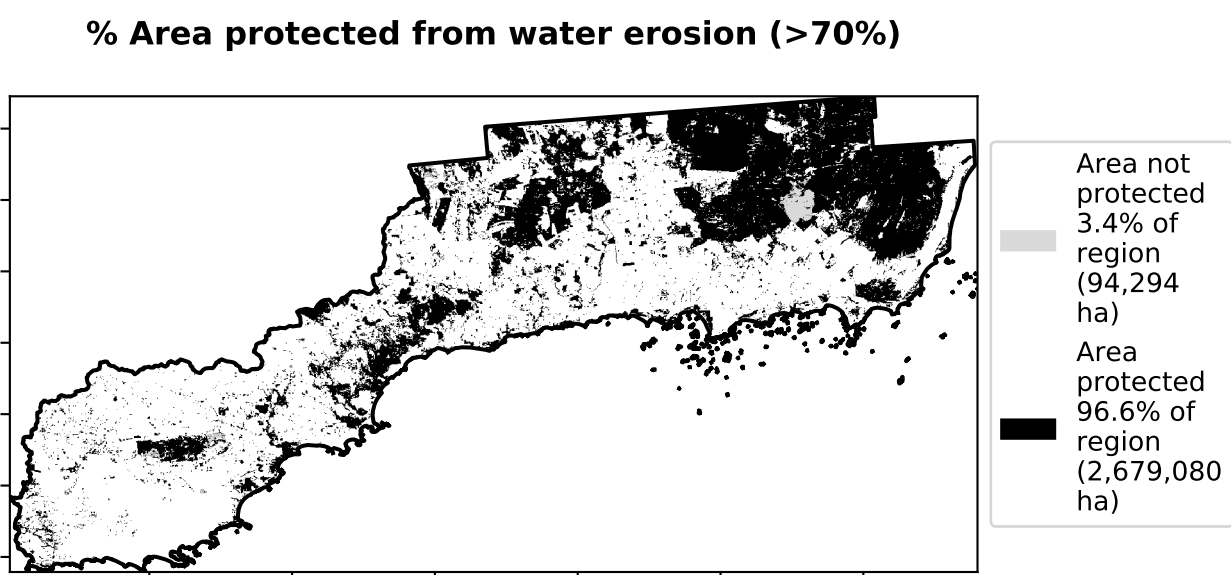 % Area protected from water erosion (>70%)
Area not
protected
3.4% of
region
(94,294
ha)
Area
protected
96.6% of
region
(2,679,080
ha)